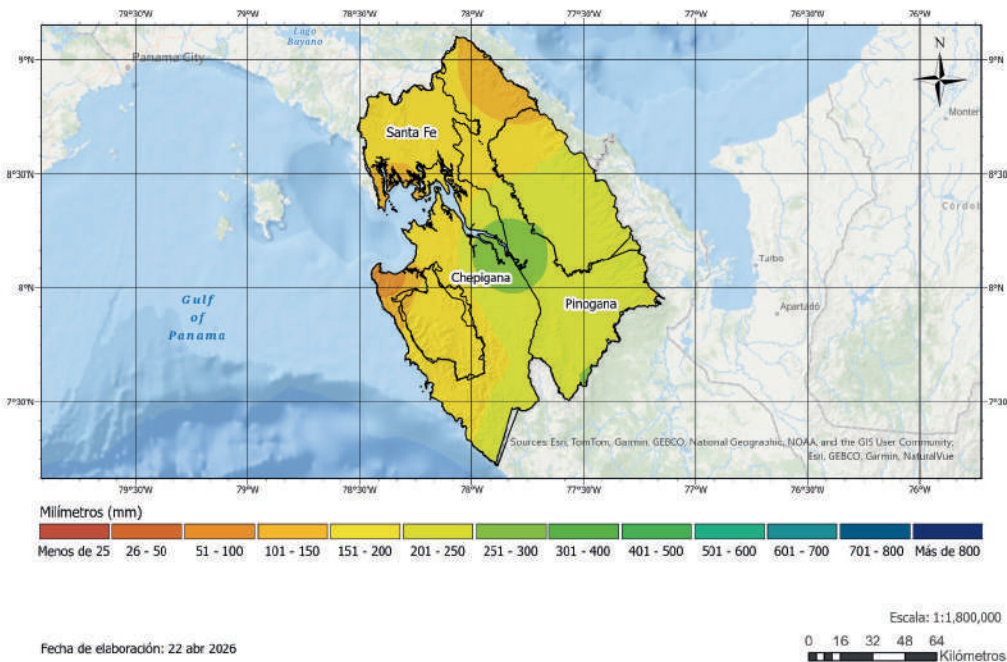 79°30'W 79°W 78°30'W 78°W 77°30'W 77°W 76°30'W 76°W
Lago
Bayano
Panama City
N
9°N 9°N
Monter
Santa Fe
8°30'N 8°30'N
Córdo
Turbo
Chepigana
8°N 8°N
Pinogana
Apartadó
Gulf
of
Panama
7°30'N 7°30'N
Sources: Esri, TomTom, Garmin, GEBCO, National Geographic, NOAA, and the GIS User Community,
Esri, GEBCO, Garmin, NaturalVue
79°30'W 79°W 78°30'W 78°W 77°30'W 77°W 76°30'W 76°W
Milímetros (mm)
Menos de 25 26 - 50 51 - 100 101 - 150 151 - 200 201 - 250 251 - 300 301 - 400 401 - 500 501 - 600 601 - 700 701 - 800 Más de 800
Escala: 1:1,800,000
Fecha de elaboración: 22 abr 2026
0 16 32 48 64
Kilómetros